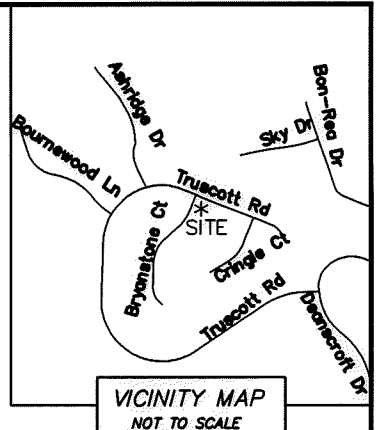 Ashridge Dr
Bon-Rea Dr
Sky Dr
Bournewood Ln
Truscott Rd
*
SITE
Bryanstone Ct
Cringle Ct
Truscott Rd
Deanscroft Dr
VICINITY MAP
NOT TO SCALE